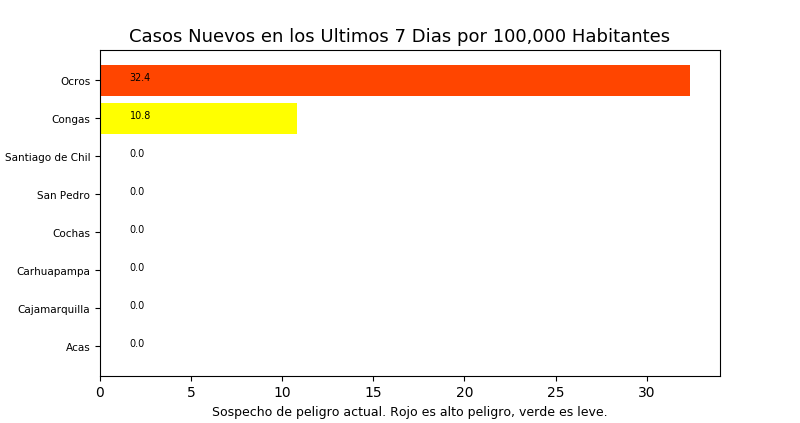 Casos Nuevos en los Ultimos 7 Dias por 100,000 Habitantes
Ocros 32.4
Congas 10.8
Santiago de Chil 0.0
San Pedro 0.0
Cochas 0.0
Carhuapampa 0.0
Cajamarquilla 0.0
Acas 0.0
0 5 10 15 20 25 30
Sospecho de peligro actual. Rojo es alto peligro, verde es leve.